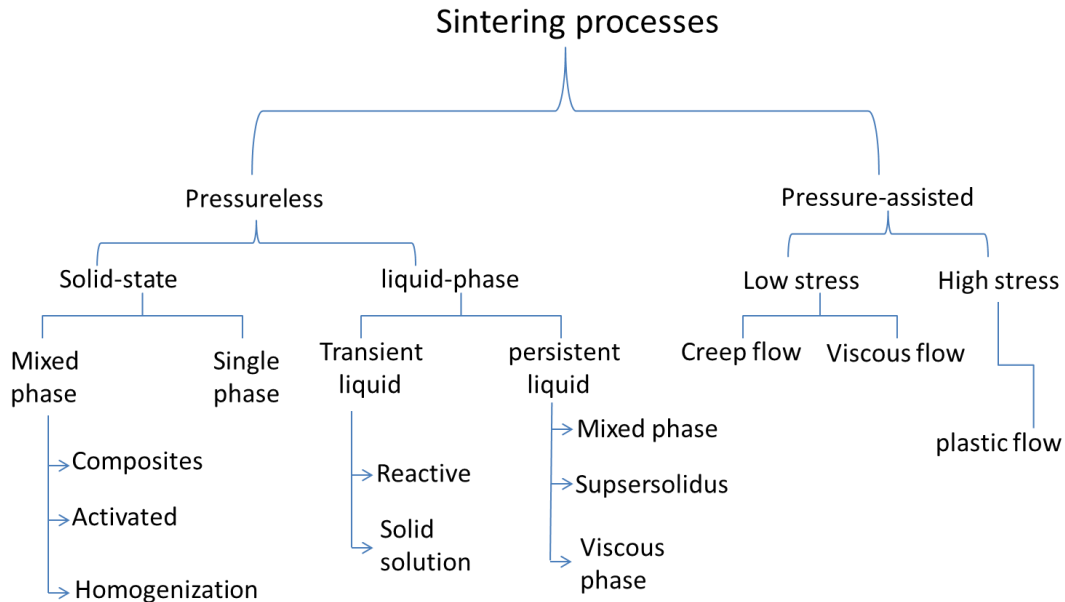 Sintering processes
Pressureless
Pressure-assisted
Solid-state
liquid-phase
Low stress
High stress
Mixed
phase
Single
phase
Transient
liquid
persistent
liquid
Creep flow
Viscous flow
plastic flow
Composites
Activated
Homogenization
Reactive
Solid
solution
Mixed phase
Supsersolidus
Viscous
phase